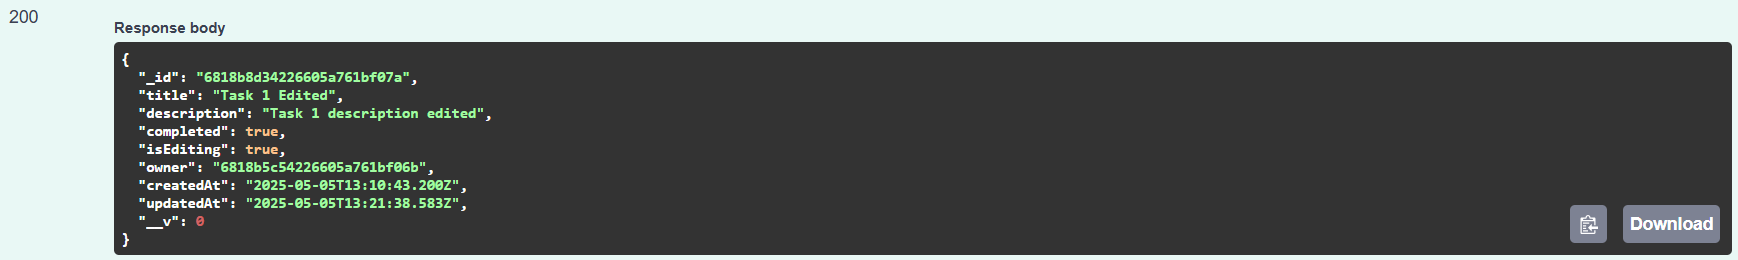 200
Response body
{
  "_id": "6818b8d34226605a761bf07a",
  "title": "Task 1 Edited",
  "description": "Task 1 description edited",
  "completed": true,
  "isEditing": true,
  "owner": "6818b5c54226605a761bf06b",
  "createdAt": "2025-05-05T13:10:43.200Z",
  "updatedAt": "2025-05-05T13:21:38.583Z",
  "__v": 0
}
Download